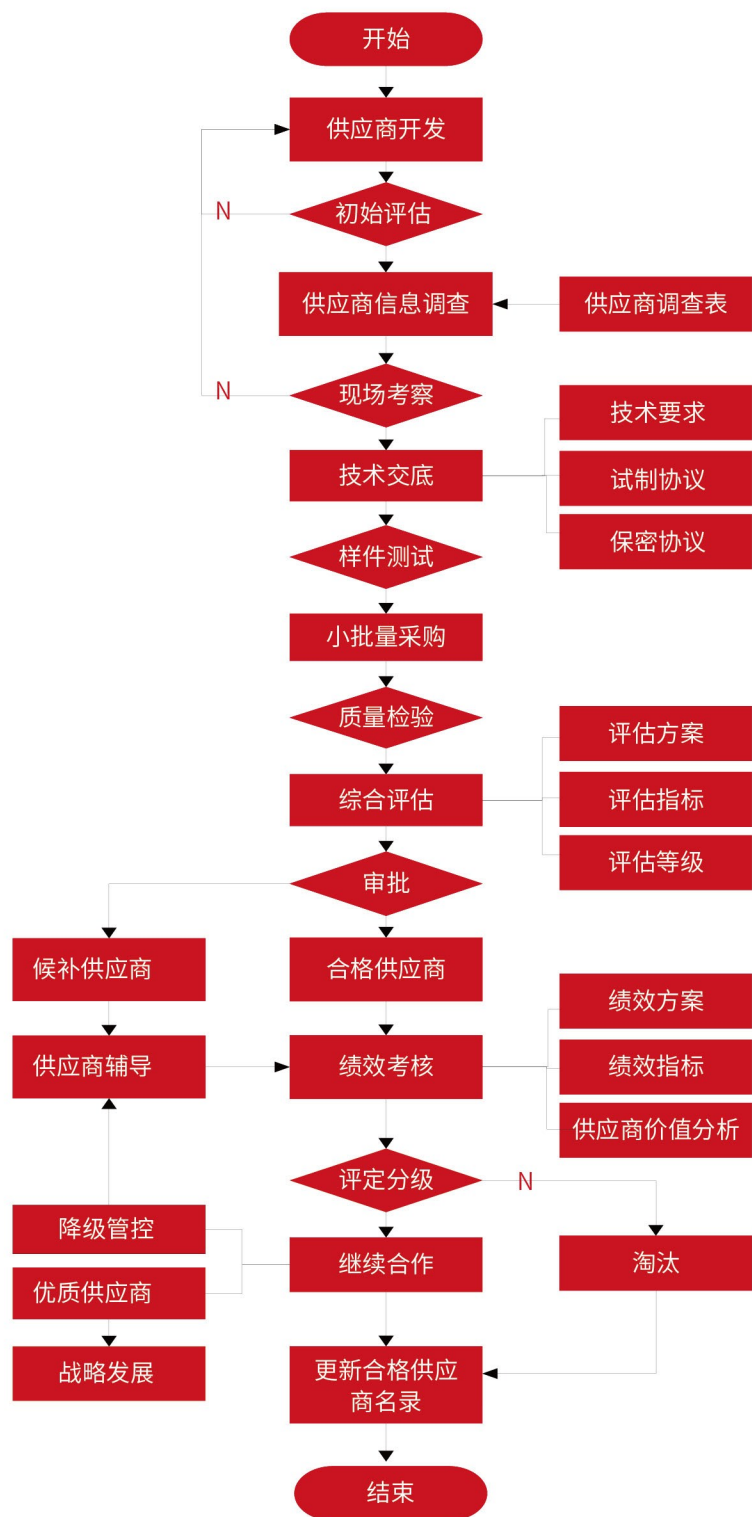 开始
供应商开发
初始评估
N
供应商信息调查
供应商调查表
现场考察
N
技术交底
技术要求
试制协议
保密协议
样件测试
小批量采购
质量检验
综合评估
评估方案
评估指标
评估等级
审批
候补供应商
合格供应商
供应商辅导
绩效考核
绩效方案
绩效指标
供应商价值分析
评定分级
N
降级管控
优质供应商
战略发展
继续合作
淘汰
更新合格供应
商名录
结束